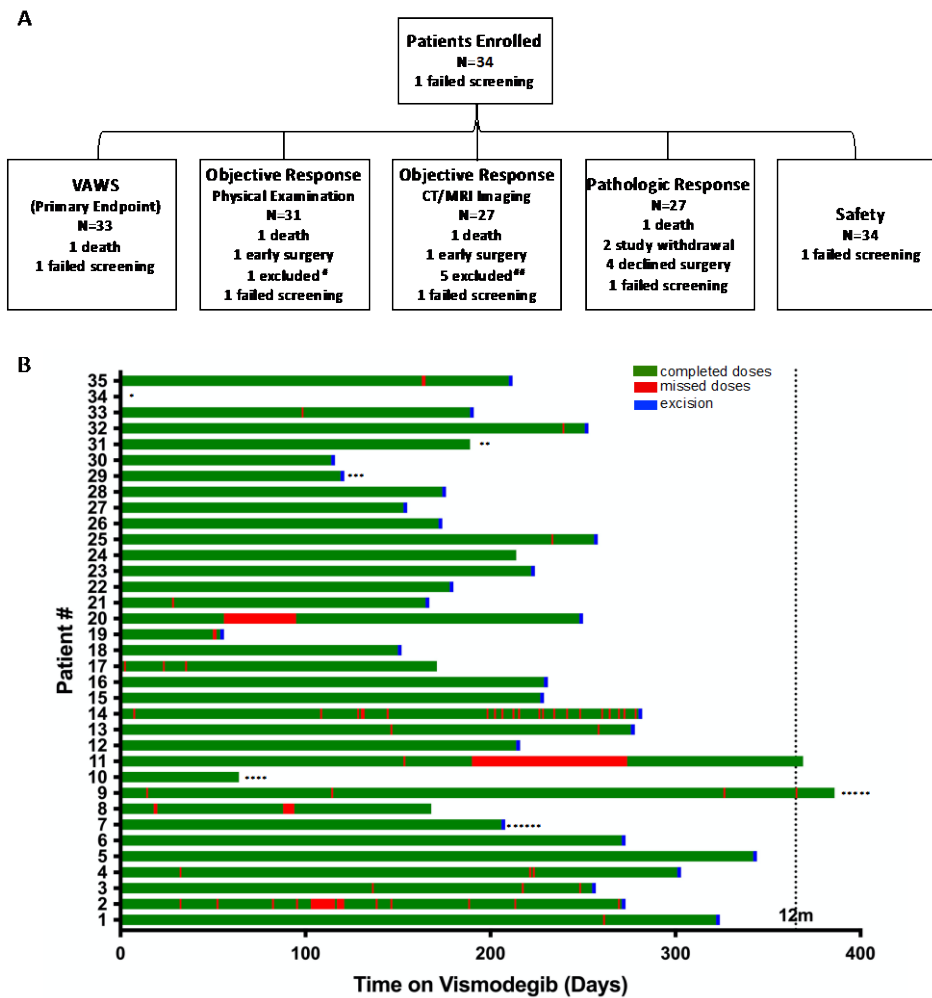 A
Patients Enrolled
N=34
1 failed screening
VAWS
(Primary Endpoint)
N=33
1 death
1 failed screening
Objective Response
Physical Examination
N=31
1 death
1 early surgery
1 excluded#
1 failed screening
Objective Response
CT/MRI Imaging
N=27
1 death
1 early surgery
5 excluded##
1 failed screening
Pathologic Response
N=27
1 death
2 study withdrawal
4 declined surgery
1 failed screening
Safety
N=34
1 failed screening
B
completed doses
missed doses
excision
Patient #
35
34
33
32
31
30
29
28
27
26
25
24
23
22
21
20
19
18
17
16
15
14
13
12
11
10
9
8
7
6
5
4
3
2
1
12m
0 100 200 300 400
Time on Vismodegib (Days)